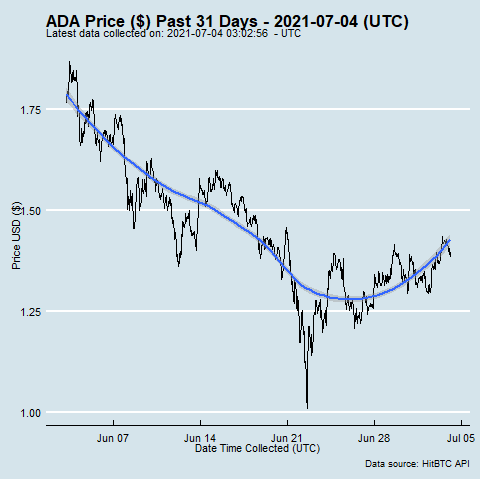 ADA Price ($) Past 31 Days - 2021-07-04 (UTC)
Latest data collected on: 2021-07-04 03:02:56 - UTC
1.75
1.50
1.25
1.00
Price USD ($)
Jun 07
Jun 14
Jun 21
Jun 28
Jul 05
Date Time Collected (UTC)
Data source: HitBTC API